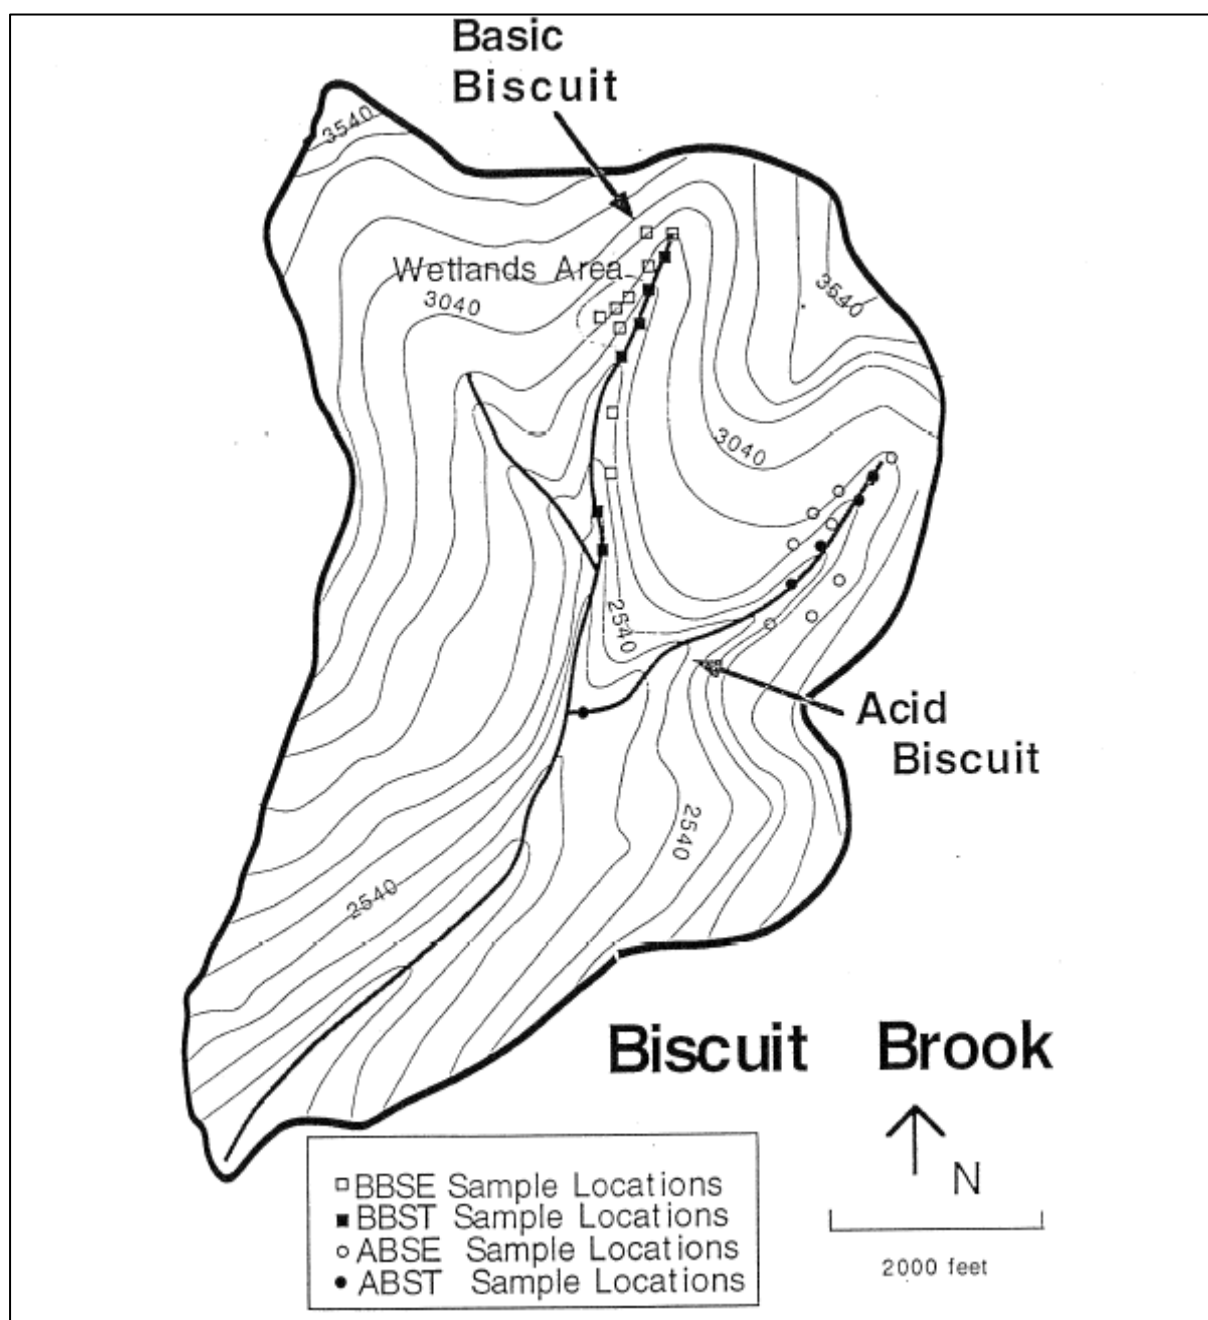 Basic
Biscuit
3540
Wetlands Area
3040
3540
3040
2540
Acid
Biscuit
2540
2540
Biscuit Brook
N
2000 feet
BBSE Sample Locations
BBST Sample Locations
ABSE Sample Locations
ABST Sample Locations